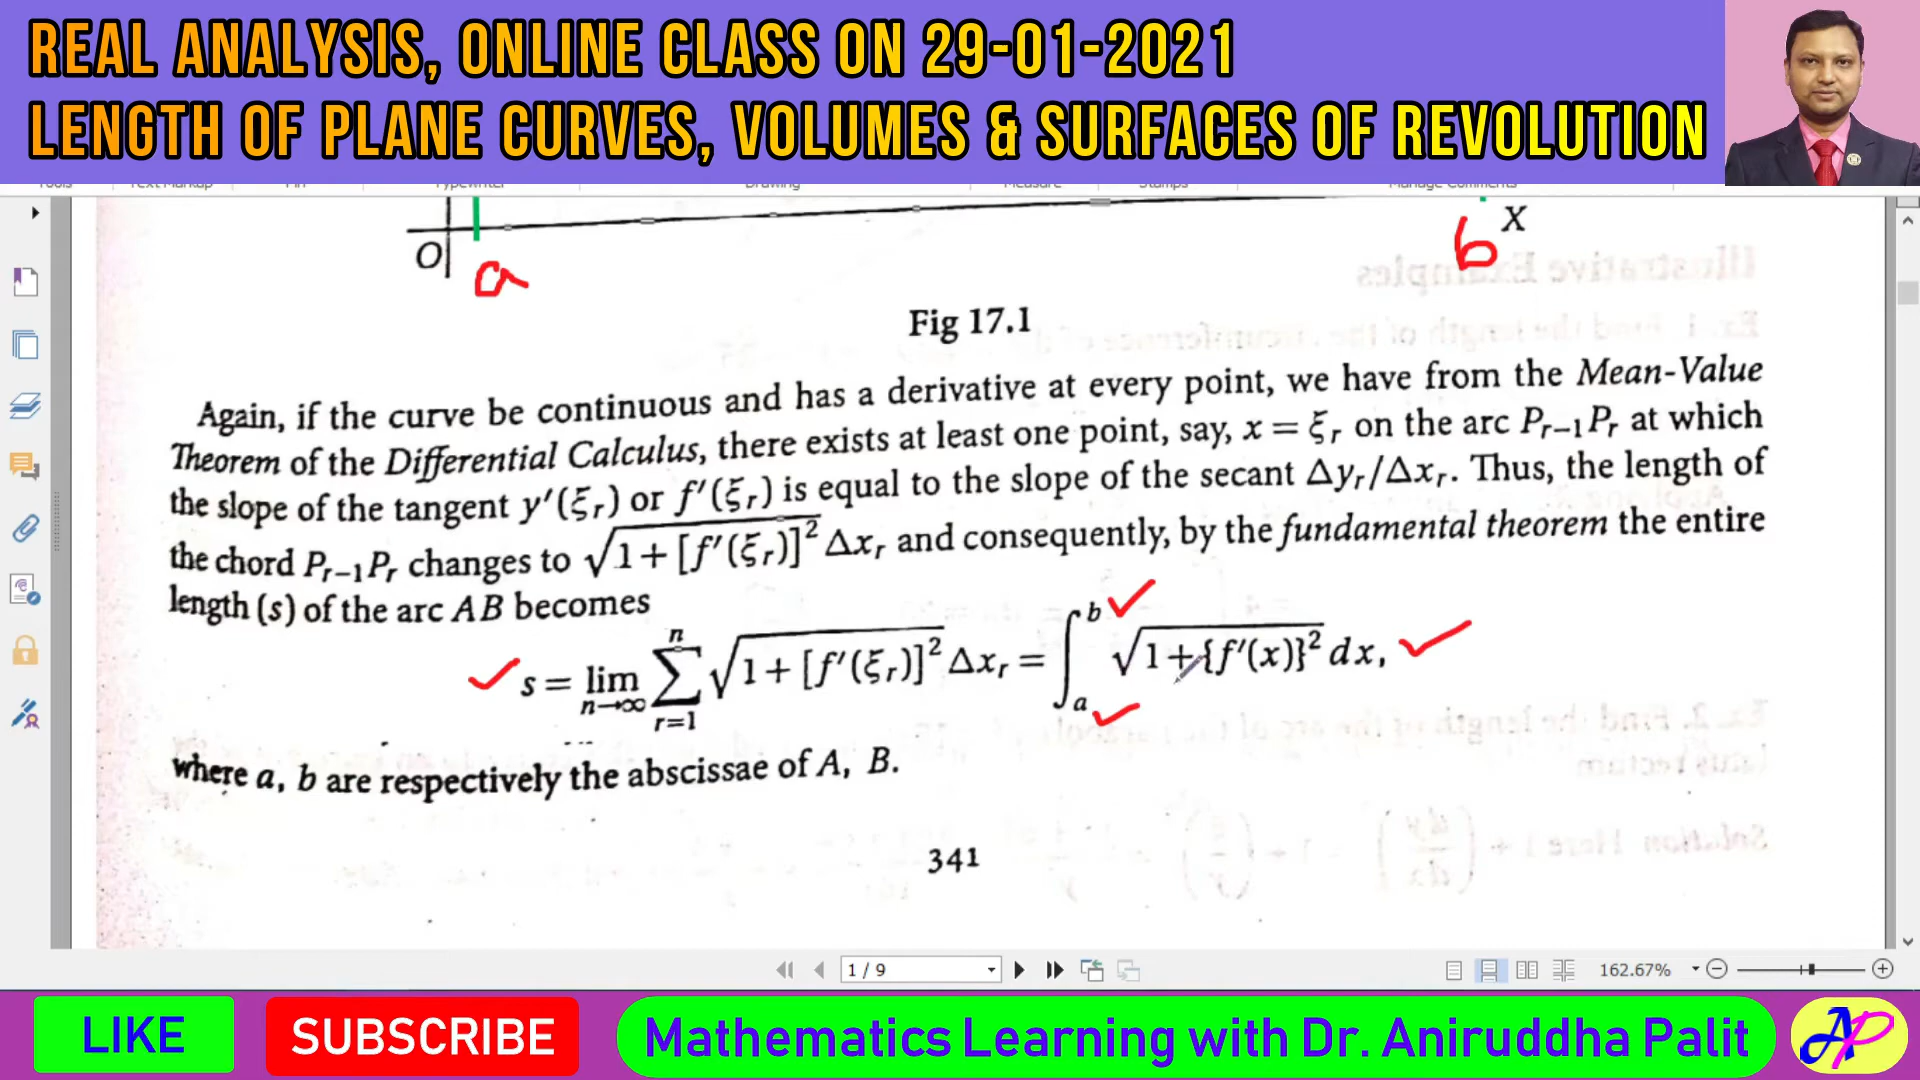 REAL ANALYSIS, ONLINE CLASS ON 29-01-2021
LENGTH OF PLANE CURVES, VOLUMES & SURFACES OF REVOLUTION
O
a
b
X
Fig 17.1
Again, if the curve be continuous and has a derivative at every point, we have from the Mean-Value
Theorem of the Differential Calculus, there exists at least one point, say, x = ξ_r on the arc P_{r−1}P_r at which
the slope of the tangent y′(ξ_r) or f′(ξ_r) is equal to the slope of the secant Δy_r/Δx_r. Thus, the length of
the chord P_{r−1}P_r changes to √(1 + [f′(ξ_r)]²) Δx_r and consequently, by the fundamental theorem the entire
length (s) of the arc AB becomes
s = lim_{n→∞} ∑_{r=1}^{n} √(1 + [f′(ξ_r)]²) Δx_r = ∫_a^b √(1+{f′(x)}²) dx,
where a, b are respectively the abscissae of A, B.
341
1 / 9
162.67%
LIKE
SUBSCRIBE
Mathematics Learning with Dr. Aniruddha Palit
AP